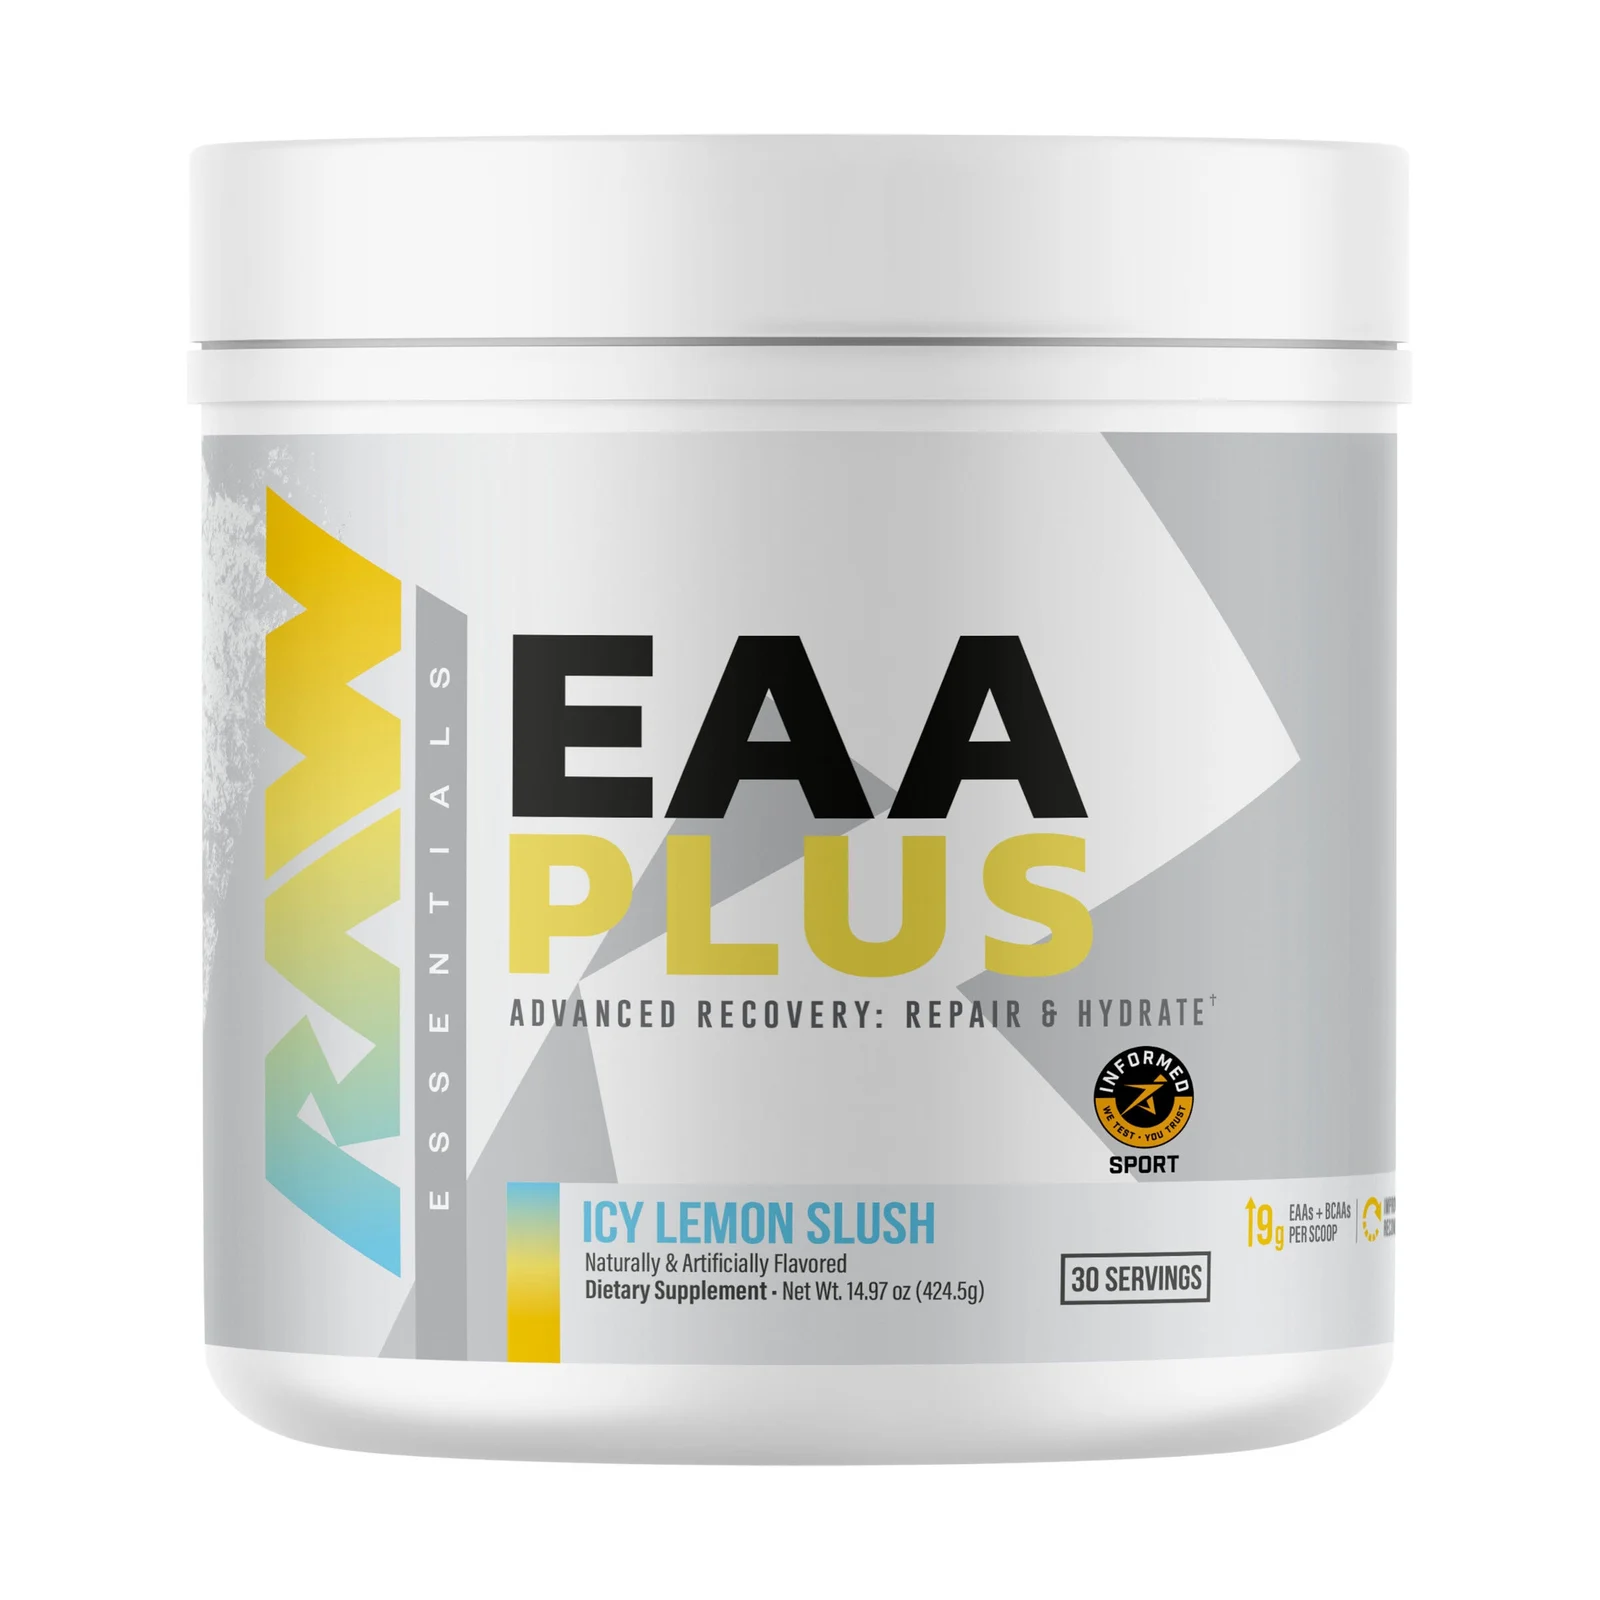 RAW
ESSENTIALS
EAA
PLUS
ADVANCED RECOVERY: REPAIR & HYDRATE†
INFORMED
WE TEST · YOU TRUST
SPORT
ICY LEMON SLUSH
Naturally & Artificially Flavored
Dietary Supplement · Net Wt. 14.97 oz (424.5g)
30 SERVINGS
↑9g
EAAs + BCAAs
PER SCOOP